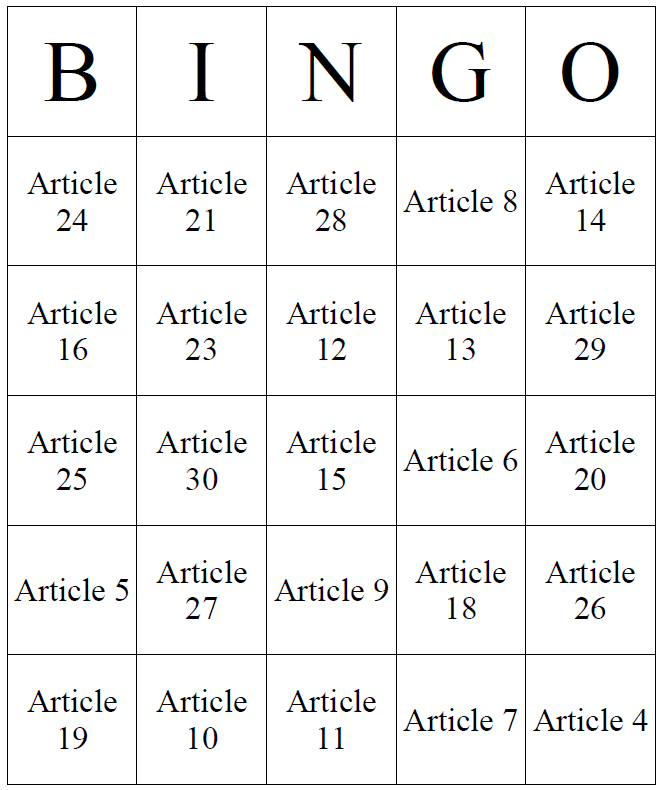 B I N G O
Article
24
Article
21
Article
28
Article 8
Article
14
Article
16
Article
23
Article
12
Article
13
Article
29
Article
25
Article
30
Article
15
Article 6
Article
20
Article 5
Article
27
Article 9
Article
18
Article
26
Article
19
Article
10
Article
11
Article 7
Article 4